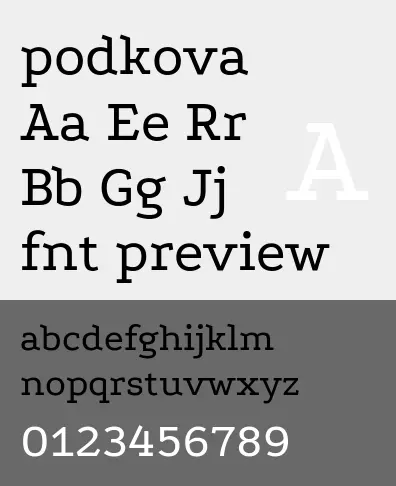 podkova
Aa Ee Rr
A
Bb Gg Jj
fnt preview
abcdefghijklm
nopqrstuvwxyz
0123456789